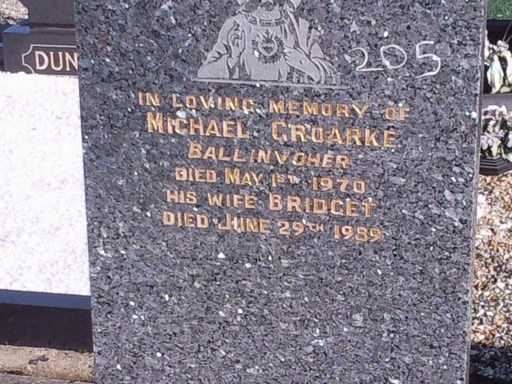 205
DUN
IN LOVING MEMORY OF
MICHAEL CROARKE
BALLINVOHER
DIED MAY 1ST 1970
HIS WIFE BRIDGET
DIED JUNE 29TH 1989